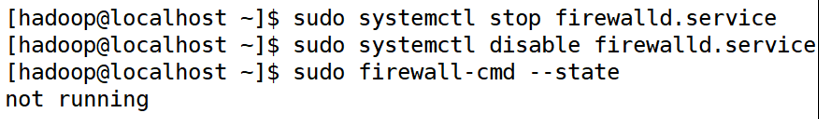 [hadoop@localhost ~]$ sudo systemctl stop firewalld.service
[hadoop@localhost ~]$ sudo systemctl disable firewalld.service
[hadoop@localhost ~]$ sudo firewall-cmd --state
not running